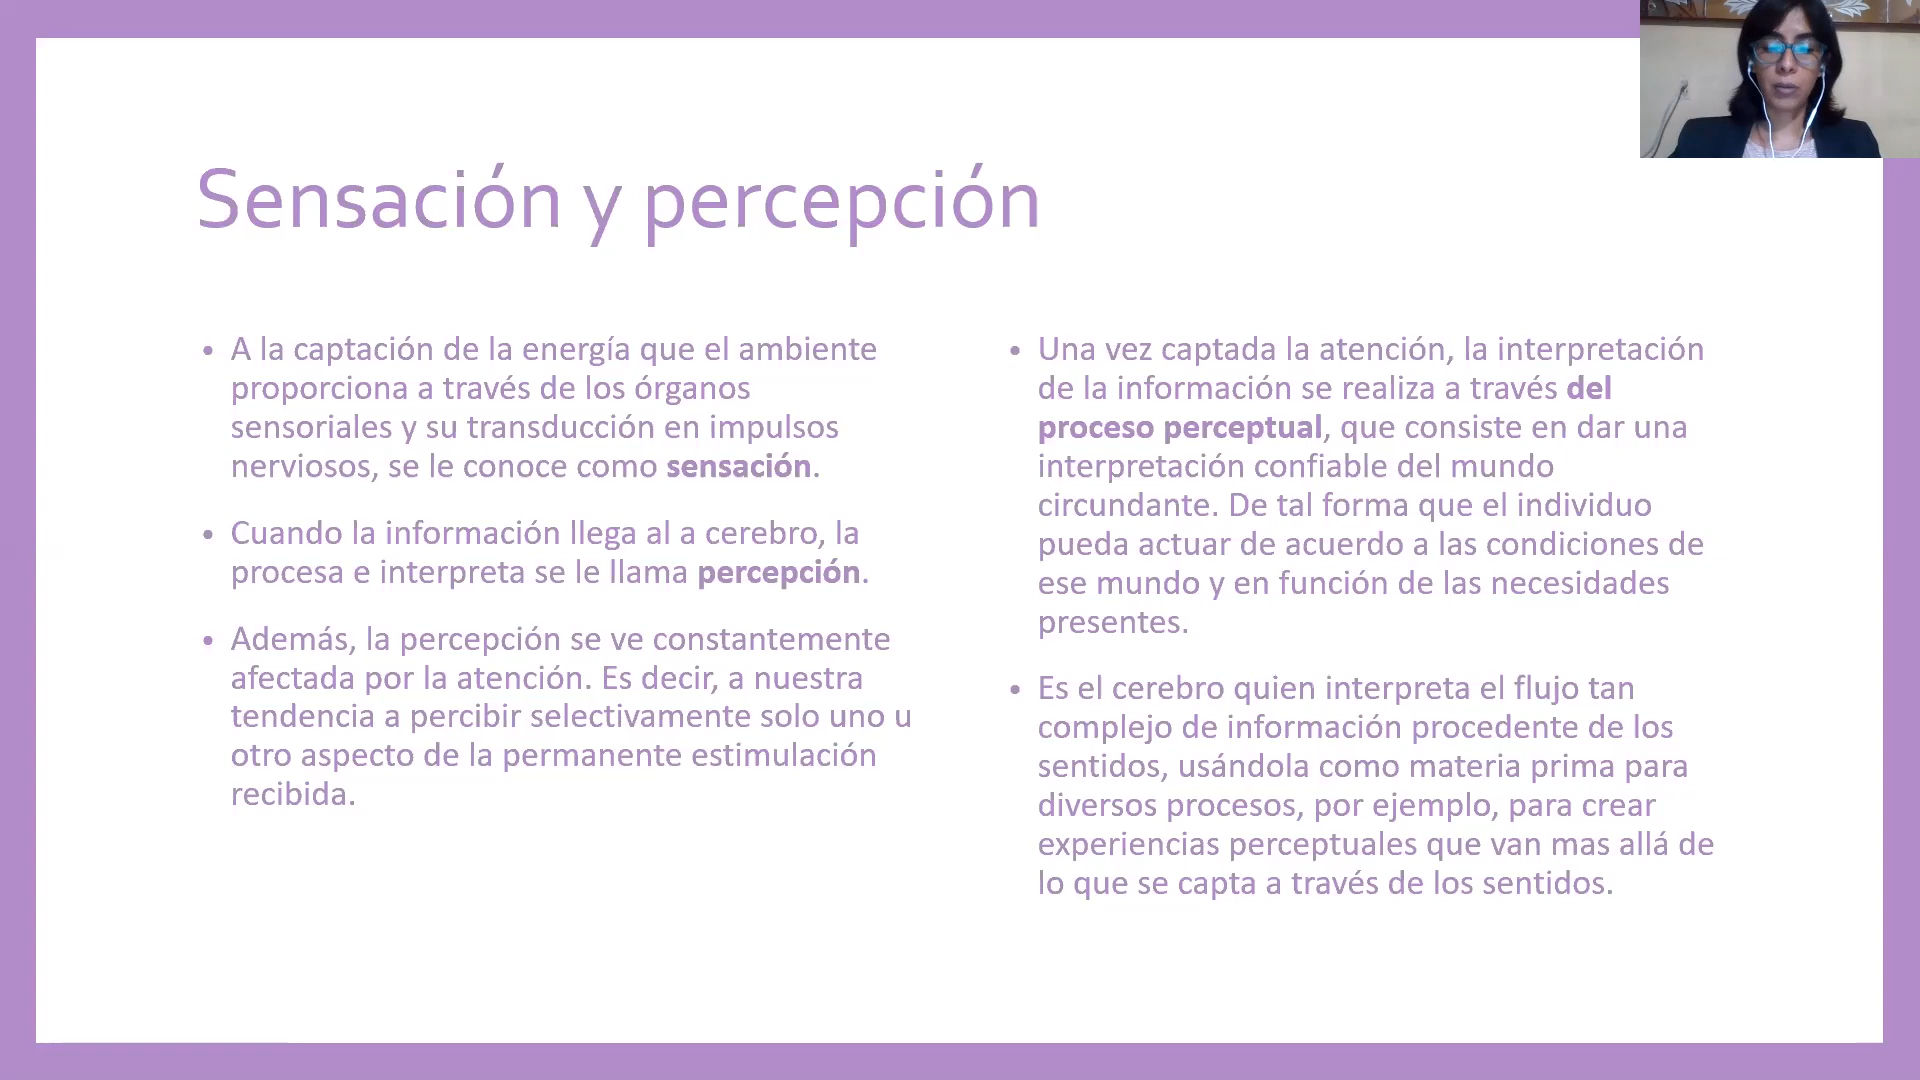 Sensación y percepción
• A la captación de la energía que el ambiente
proporciona a través de los órganos
sensoriales y su transducción en impulsos
nerviosos, se le conoce como sensación.
• Cuando la información llega al a cerebro, la
procesa e interpreta se le llama percepción.
• Además, la percepción se ve constantemente
afectada por la atención. Es decir, a nuestra
tendencia a percibir selectivamente solo uno u
otro aspecto de la permanente estimulación
recibida.
• Una vez captada la atención, la interpretación
de la información se realiza a través del
proceso perceptual, que consiste en dar una
interpretación confiable del mundo
circundante. De tal forma que el individuo
pueda actuar de acuerdo a las condiciones de
ese mundo y en función de las necesidades
presentes.
• Es el cerebro quien interpreta el flujo tan
complejo de información procedente de los
sentidos, usándola como materia prima para
diversos procesos, por ejemplo, para crear
experiencias perceptuales que van mas allá de
lo que se capta a través de los sentidos.